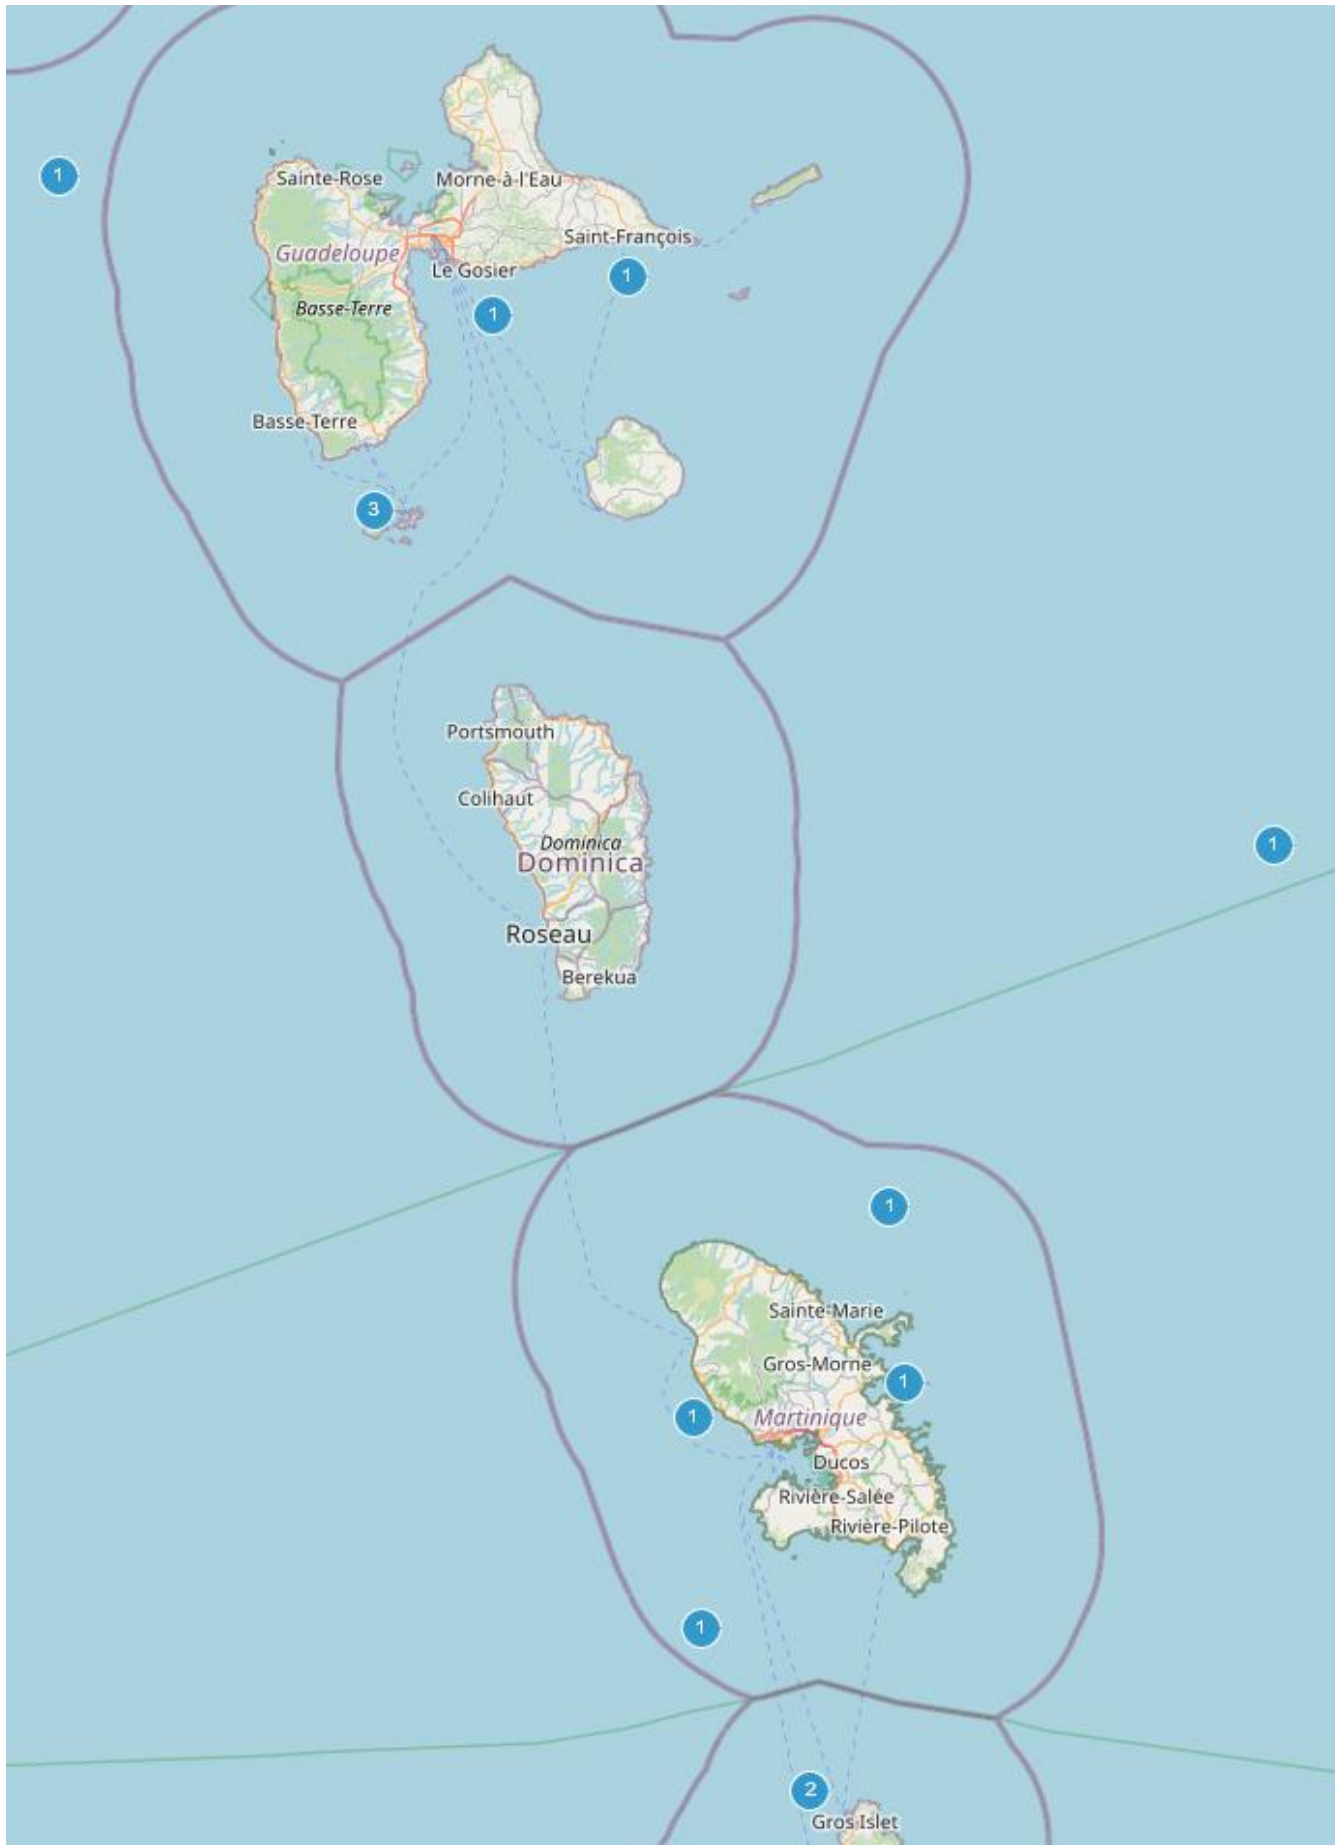 1
Sainte-Rose
Morne-à-l'Eau
Saint-François
Guadeloupe
Le Gosier
1
Basse-Terre
1
Basse-Terre
3
Portsmouth
Colihaut
Dominica
Dominica
1
Roseau
Berekua
1
Sainte-Marie
Gros-Morne
1
1
Martinique
Ducos
Rivière-Salée
Rivière-Pilote
1
2
Gros Islet